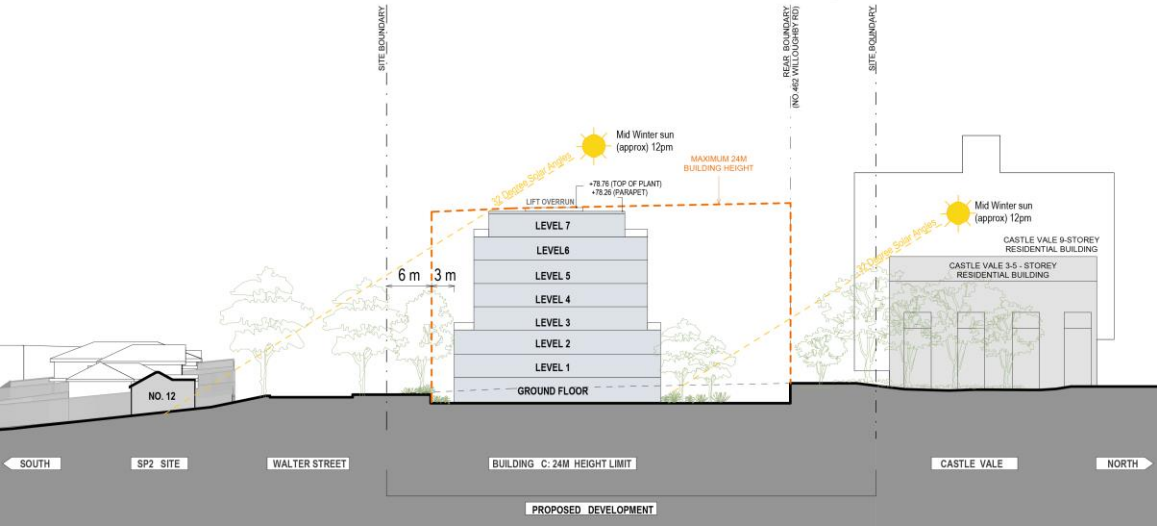 SITE BOUNDARY
REAR BOUNDARY
(NO.462 WILLOUGHBY RD)
SITE BOUNDARY
Mid Winter sun
(approx) 12pm
32 Degree Solar Angles
MAXIMUM 24M
BUILDING HEIGHT
+78.76 (TOP OF PLANT)
+78.26 (PARAPET)
LIFT OVERRUN
LEVEL 7
LEVEL6
LEVEL 5
LEVEL 4
LEVEL 3
LEVEL 2
LEVEL 1
GROUND FLOOR
6 m
3 m
Mid Winter sun
(approx) 12pm
32 Degree Solar Angles
CASTLE VALE 9-STOREY
RESIDENTIAL BUILDING
CASTLE VALE 3-5 - STOREY
RESIDENTIAL BUILDING
NO. 12
SOUTH
SP2 SITE
WALTER STREET
BUILDING C: 24M HEIGHT LIMIT
CASTLE VALE
NORTH
PROPOSED DEVELOPMENT